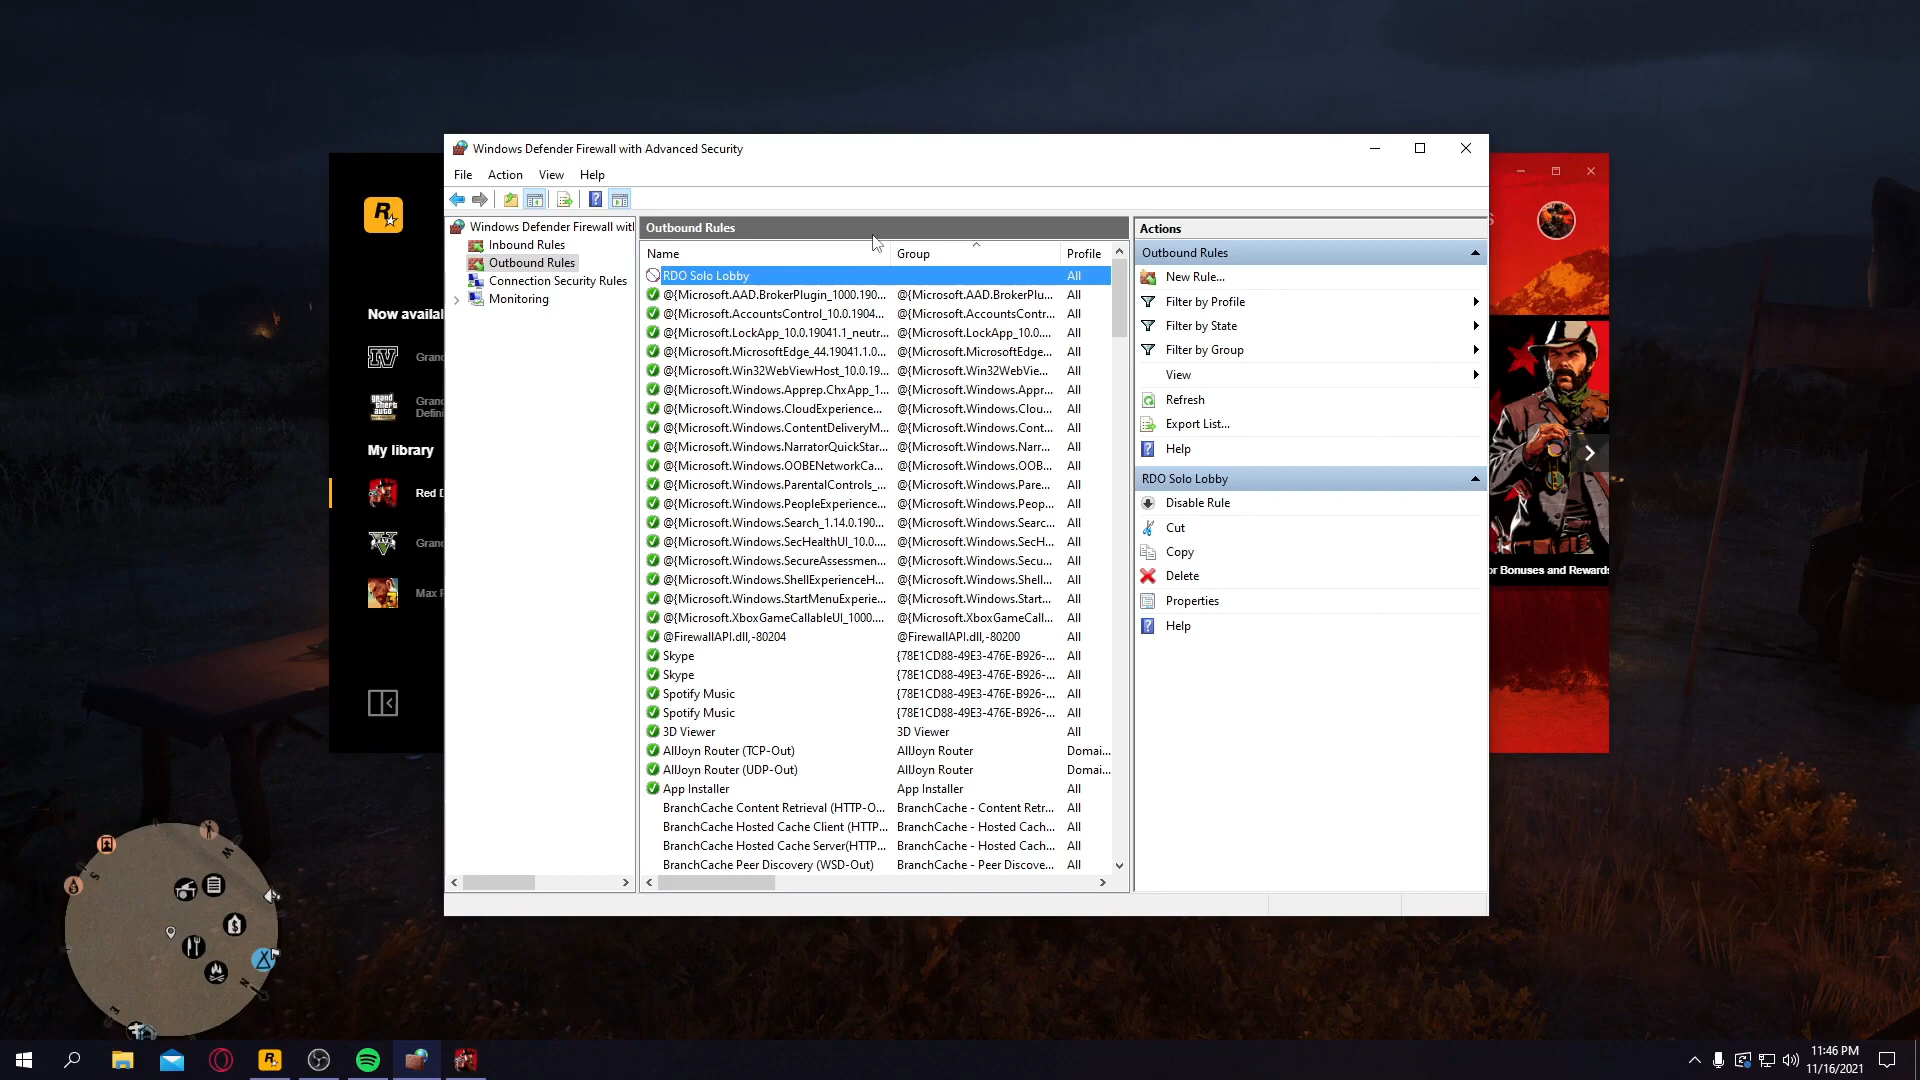 Windows Defender Firewall with Advanced Security
File Action View Help
Windows Defender Firewall wit
Inbound Rules
Outbound Rules
Connection Security Rules
Monitoring
Outbound Rules
Name Group Profile
RDO Solo Lobby All
@{Microsoft.AAD.BrokerPlugin_1000.190... @{Microsoft.AAD.BrokerPlu... All
@{Microsoft.AccountsControl_10.0.1904... @{Microsoft.AccountsContr... All
@{Microsoft.LockApp_10.0.19041.1_neutr... @{Microsoft.LockApp_10.0.... All
@{Microsoft.MicrosoftEdge_44.19041.1.0... @{Microsoft.MicrosoftEdge... All
@{Microsoft.Win32WebViewHost_10.0.19... @{Microsoft.Win32WebVie... All
@{Microsoft.Windows.Apprep.ChxApp_1... @{Microsoft.Windows.Appr... All
@{Microsoft.Windows.CloudExperience... @{Microsoft.Windows.Clou... All
@{Microsoft.Windows.ContentDeliveryM... @{Microsoft.Windows.Cont... All
@{Microsoft.Windows.NarratorQuickStar... @{Microsoft.Windows.Narr... All
@{Microsoft.Windows.OOBENetworkCa... @{Microsoft.Windows.OOB... All
@{Microsoft.Windows.ParentalControls_... @{Microsoft.Windows.Pare... All
@{Microsoft.Windows.PeopleExperience... @{Microsoft.Windows.Peop... All
@{Microsoft.Windows.Search_1.14.0.190... @{Microsoft.Windows.Searc... All
@{Microsoft.Windows.SecHealthUI_10.0.... @{Microsoft.Windows.SecH... All
@{Microsoft.Windows.SecureAssessmen... @{Microsoft.Windows.Secu... All
@{Microsoft.Windows.ShellExperienceH... @{Microsoft.Windows.Shell... All
@{Microsoft.Windows.StartMenuExperie... @{Microsoft.Windows.Start... All
@{Microsoft.XboxGameCallableUI_1000.... @{Microsoft.XboxGameCall... All
@FirewallAPI.dll,-80204 @FirewallAPI.dll,-80200 All
Skype {78E1CD88-49E3-476E-B926-... All
Skype {78E1CD88-49E3-476E-B926-... All
Spotify Music {78E1CD88-49E3-476E-B926-... All
Spotify Music {78E1CD88-49E3-476E-B926-... All
3D Viewer 3D Viewer All
AllJoyn Router (TCP-Out) AllJoyn Router Domai...
AllJoyn Router (UDP-Out) AllJoyn Router Domai...
App Installer App Installer All
BranchCache Content Retrieval (HTTP-O... BranchCache - Content Retr... All
BranchCache Hosted Cache Client (HTTP... BranchCache - Hosted Cach... All
BranchCache Hosted Cache Server(HTTP... BranchCache - Hosted Cach... All
BranchCache Peer Discovery (WSD-Out) BranchCache - Peer Discove... All
Actions
Outbound Rules
New Rule...
Filter by Profile
Filter by State
Filter by Group
View
Refresh
Export List...
Help
RDO Solo Lobby
Disable Rule
Cut
Copy
Delete
Properties
Help
R
Now availal
IV Gran
grand theft auto Gran
Defini
My library
Red D
V Grand
Max P
S
or Bonuses and Rewards
W
S
N
E
R
11:46 PM
11/16/2021